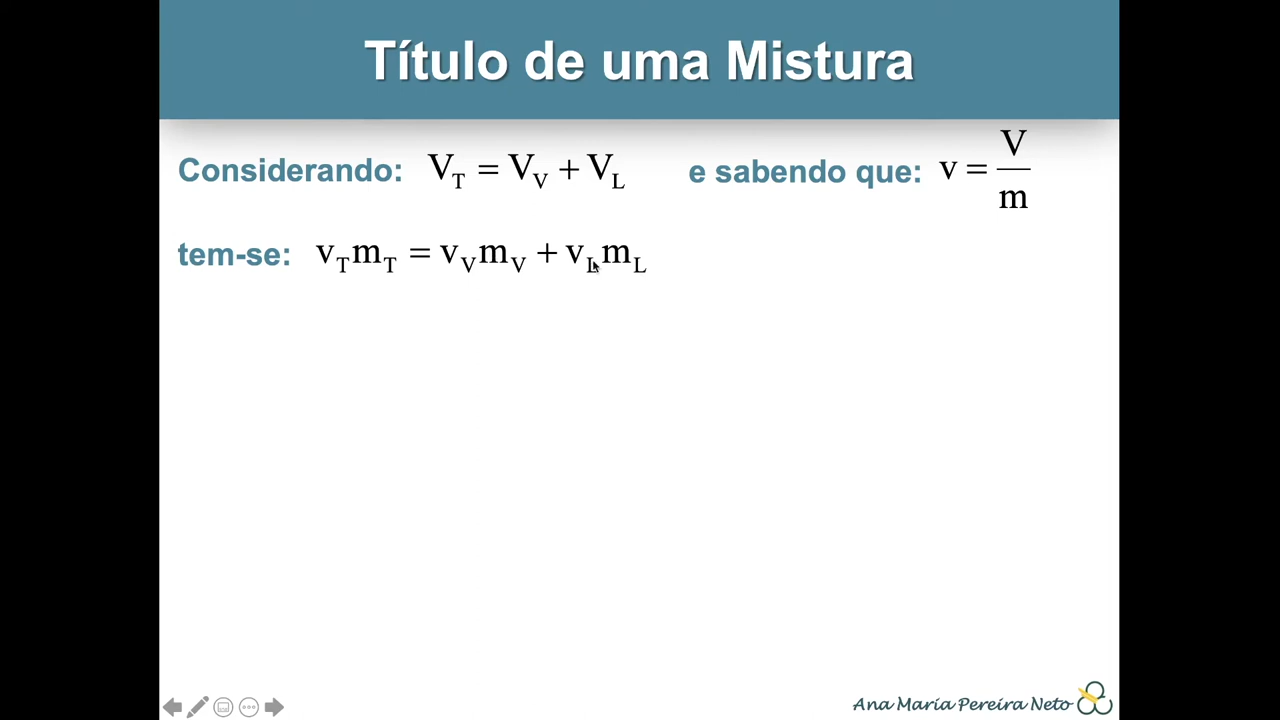 Título de uma Mistura
Considerando: V_T = V_V + V_L e sabendo que: v = V/m
tem-se: v_T m_T = v_V m_V + v_L m_L
Ana Maria Pereira Neto